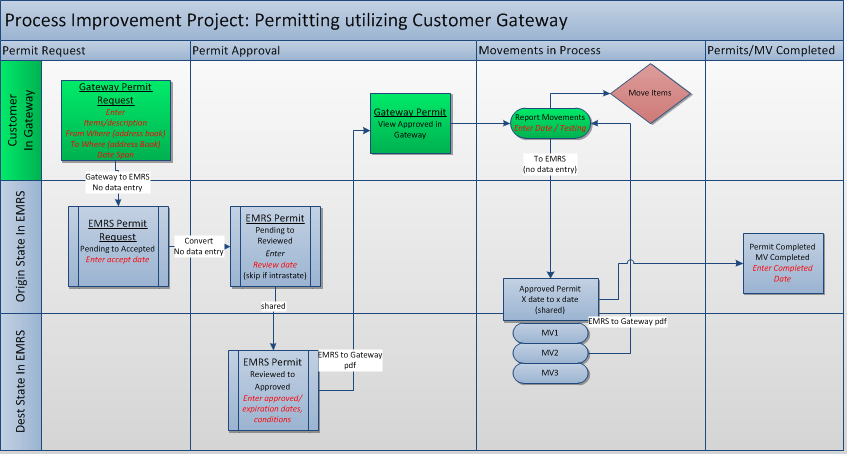 Process Improvement Project: Permitting utilizing Customer Gateway
Permit Request
Permit Approval
Movements in Process
Permits/MV Completed
Customer
In Gateway
Gateway Permit
Request
Enter
Items/description
From Where (address book)
To Where (address Book)
Date Span
Gateway to EMRS
No data entry
Gateway Permit
View Approved in
Gateway
Report Movements
Enter Date / Testing
Move Items
To EMRS
(no data entry)
Origin State In EMRS
EMRS Permit
Request
Pending to Accepted
Enter accept date
Convert
No data entry
EMRS Permit
Pending to
Reviewed
Enter
Review date
(skip if intrastate)
shared
Approved Permit
X date to x date
(shared)
Permit Completed
MV Completed
Enter Completed
Date
Dest State In EMRS
EMRS Permit
Reviewed to
Approved
Enter approved/
expiration dates,
conditions
EMRS to Gateway
pdf
EMRS to Gateway pdf
MV1
MV2
MV3